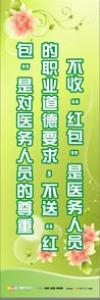 不收“红包”是医务人员
的职业道德要求，不送“红
包”是对医务人员的尊重